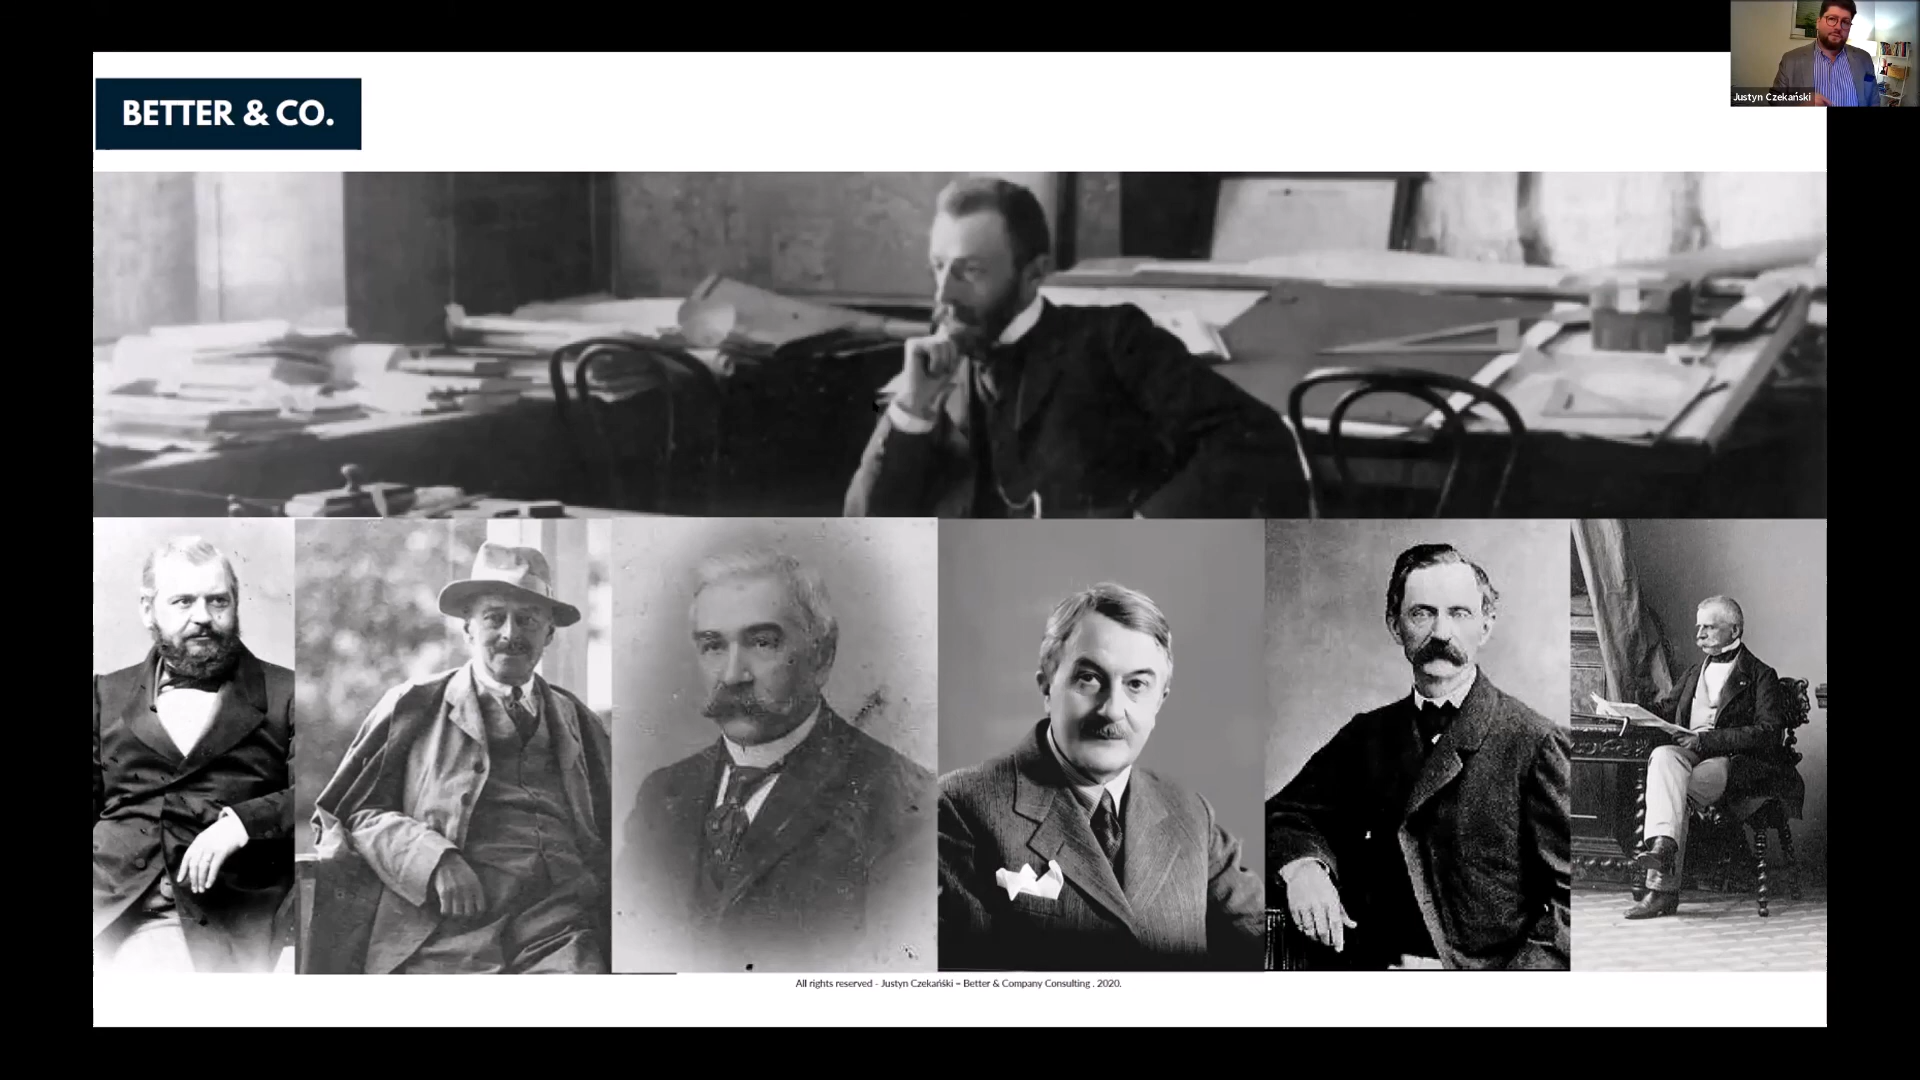 BETTER & CO.
Justyn Czekański
All rights reserved - Justyn Czekański – Better & Company Consulting . 2020.